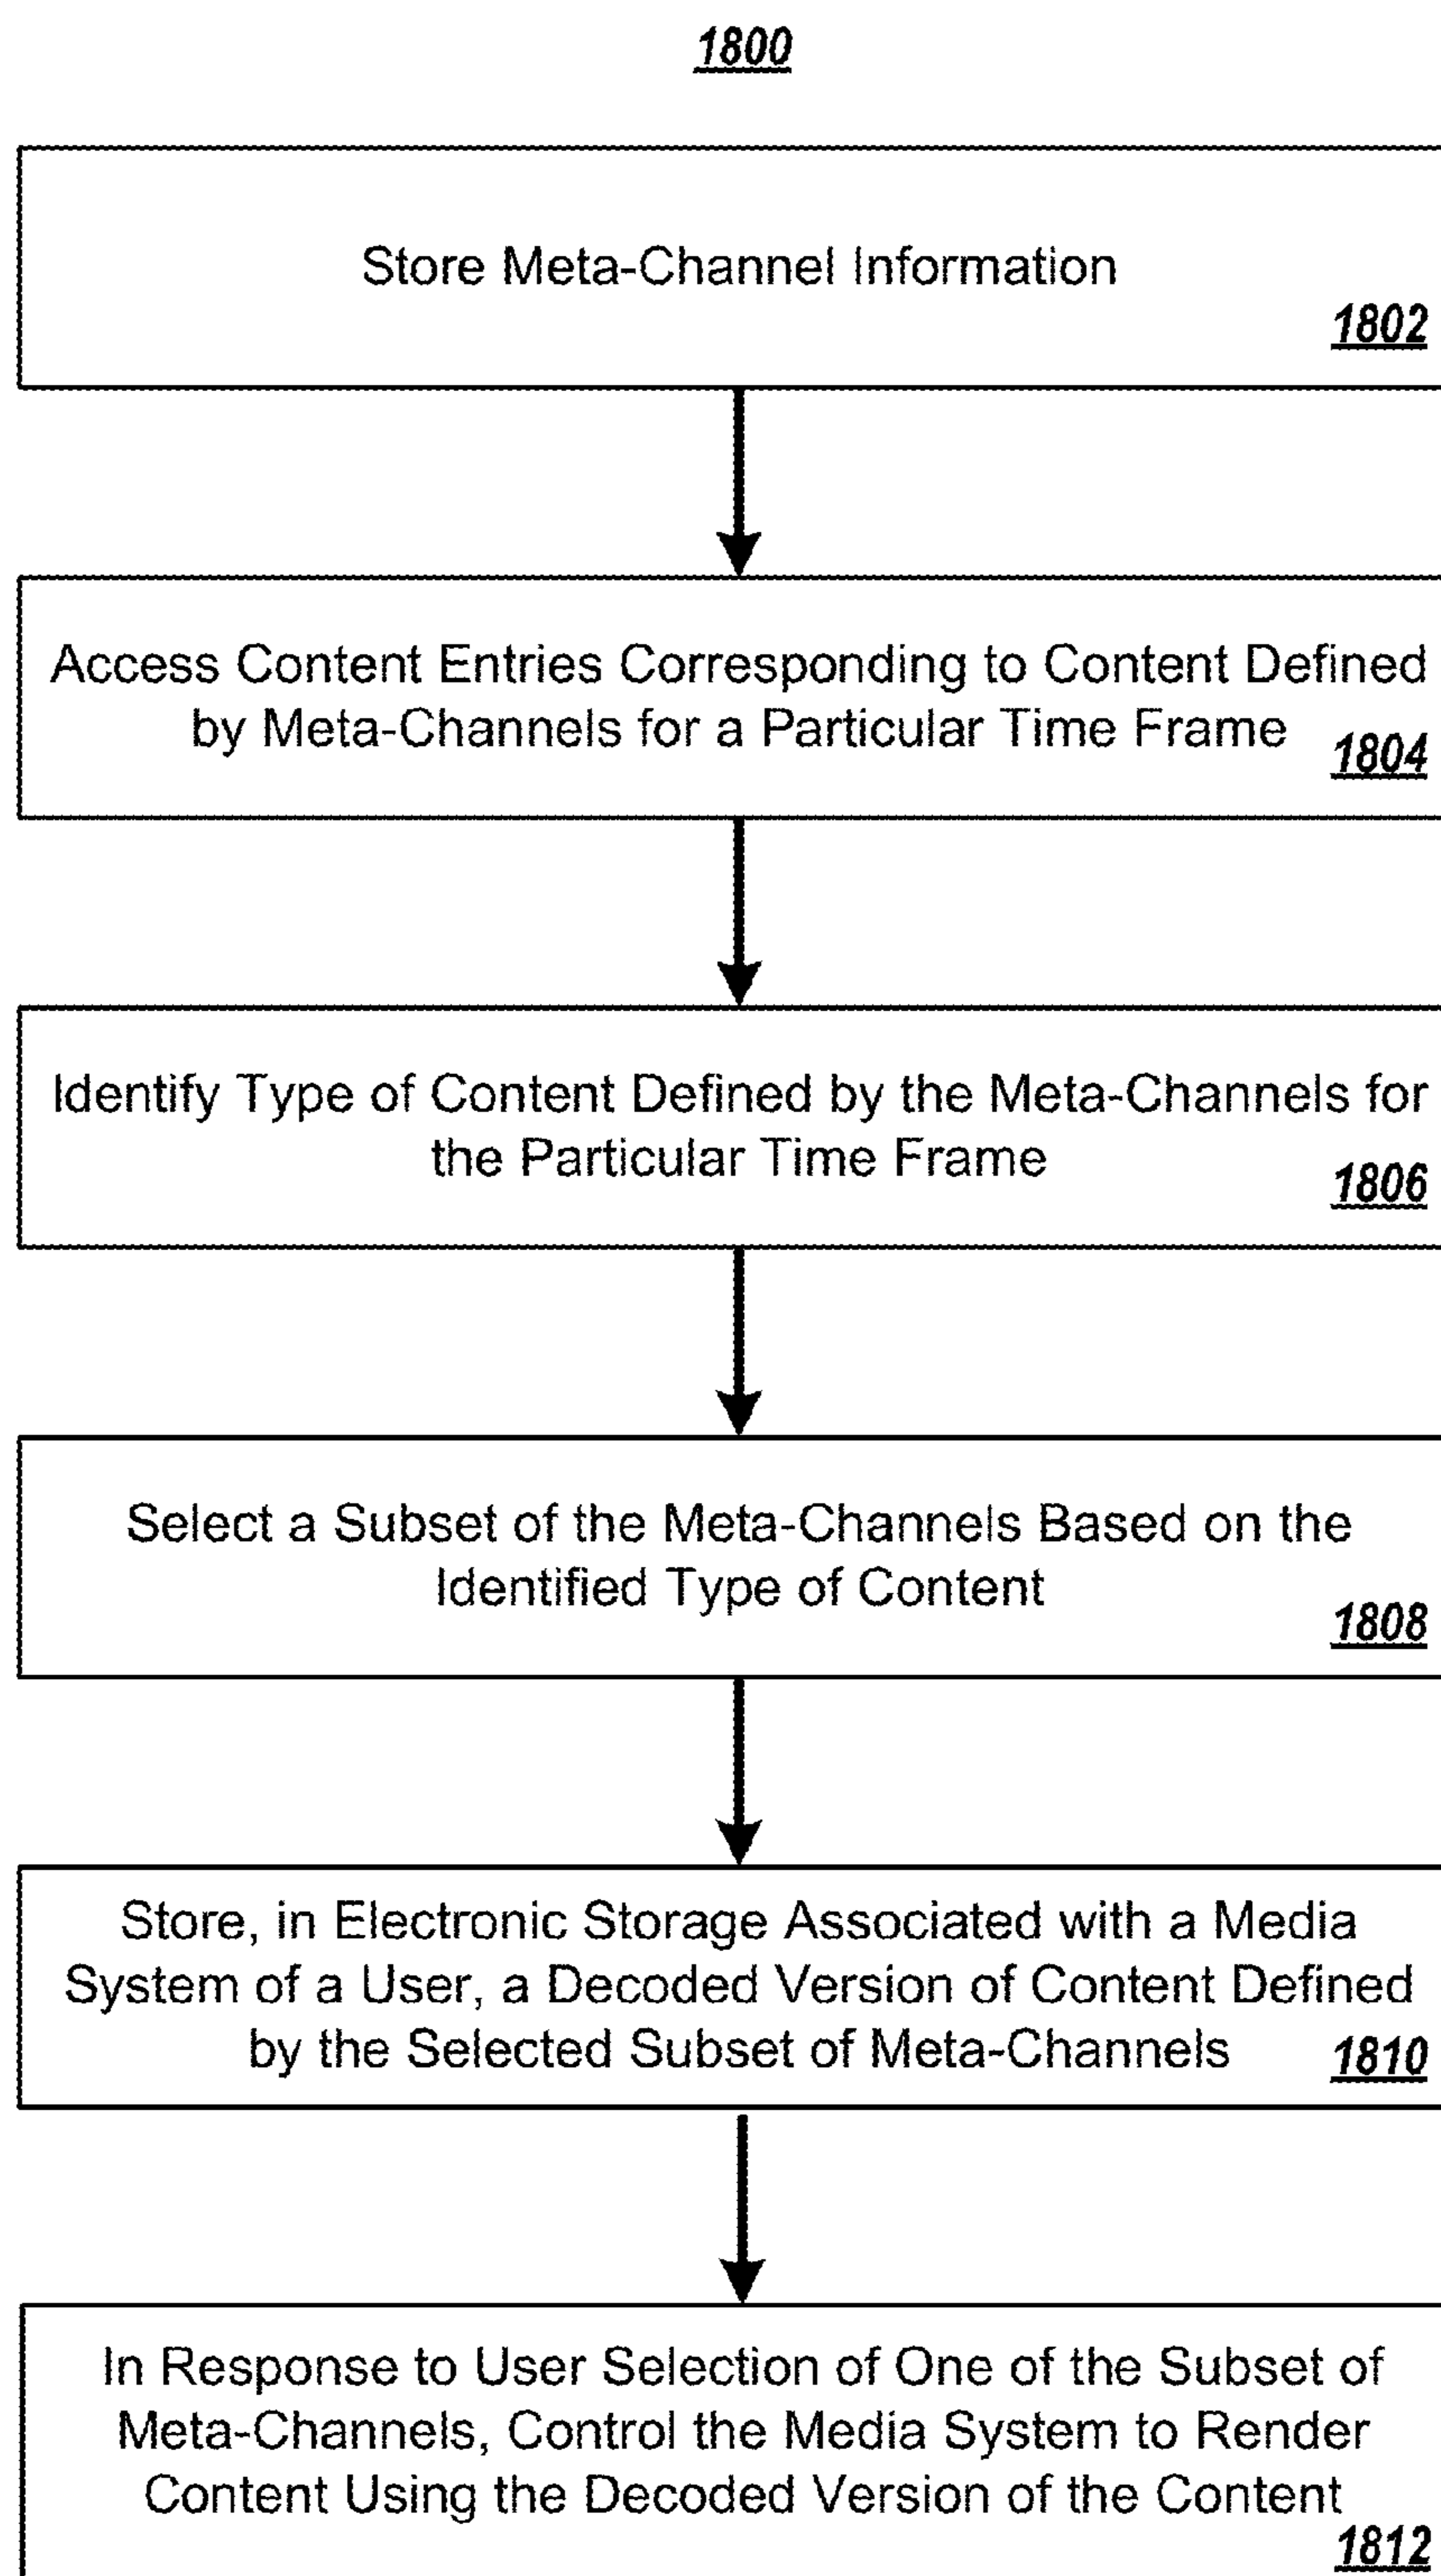 1800
Store Meta-Channel Information
1802
Access Content Entries Corresponding to Content Defined
by Meta-Channels for a Particular Time Frame
1804
Identify Type of Content Defined by the Meta-Channels for
the Particular Time Frame
1806
Select a Subset of the Meta-Channels Based on the
Identified Type of Content
1808
Store, in Electronic Storage Associated with a Media
System of a User, a Decoded Version of Content Defined
by the Selected Subset of Meta-Channels
1810
In Response to User Selection of One of the Subset of
Meta-Channels, Control the Media System to Render
Content Using the Decoded Version of the Content
1812